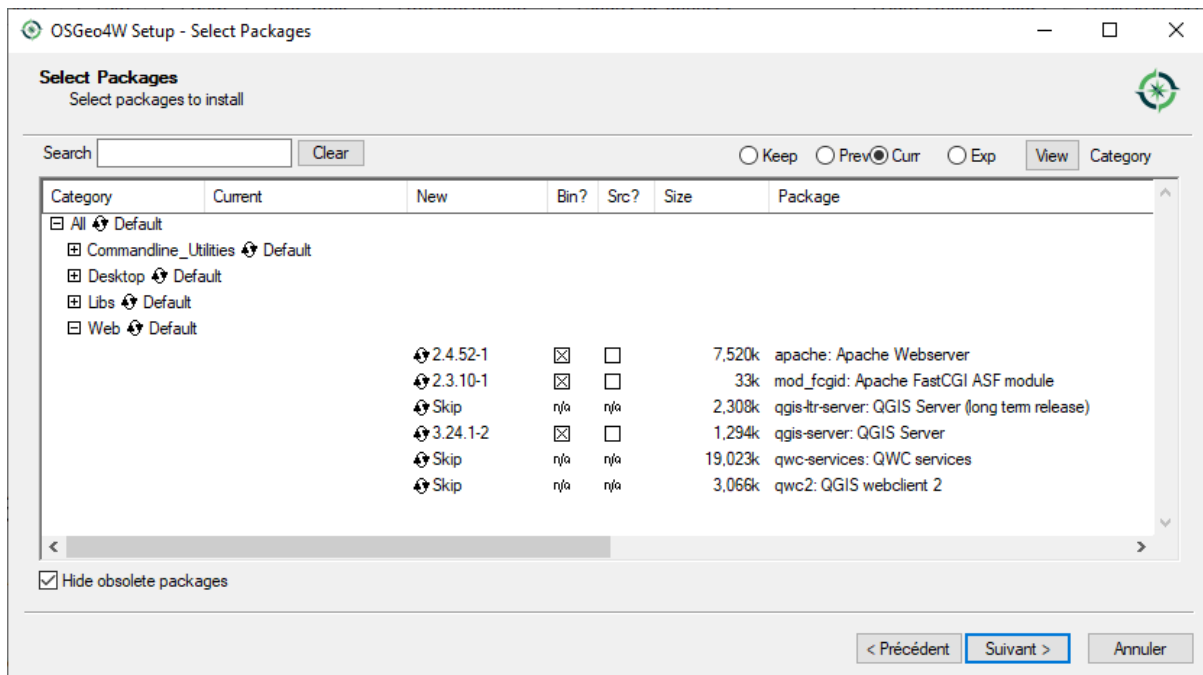 OSGeo4W Setup - Select Packages
Select Packages
Select packages to install
Search Clear Keep Prev Curr Exp View Category
Category Current New Bin? Src? Size Package
All Default
Commandline_Utilities Default
Desktop Default
Libs Default
Web Default
2.4.52-1 7,520k apache: Apache Webserver
2.3.10-1 33k mod_fcgid: Apache FastCGI ASF module
Skip n/a n/a 2,308k qgis-ltr-server: QGIS Server (long term release)
3.24.1-2 1,294k qgis-server: QGIS Server
Skip n/a n/a 19,023k qwc-services: QWC services
Skip n/a n/a 3,066k qwc2: QGIS webclient 2
Hide obsolete packages
< Précédent Suivant > Annuler